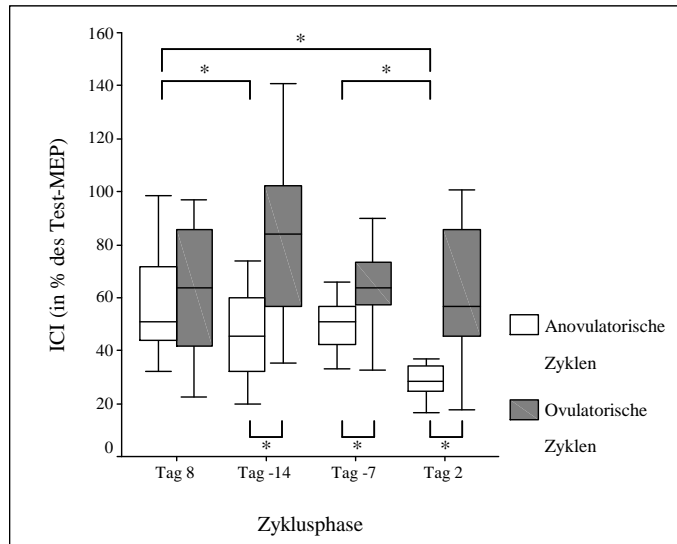 160
140
120
100
80
60
40
20
0
ICI (in % des Test-MEP)
*
*
*
*
*
*
Tag 8
Tag -14
Tag -7
Tag 2
Zyklusphase
Anovulatorische
Zyklen
Ovulatorische
Zyklen